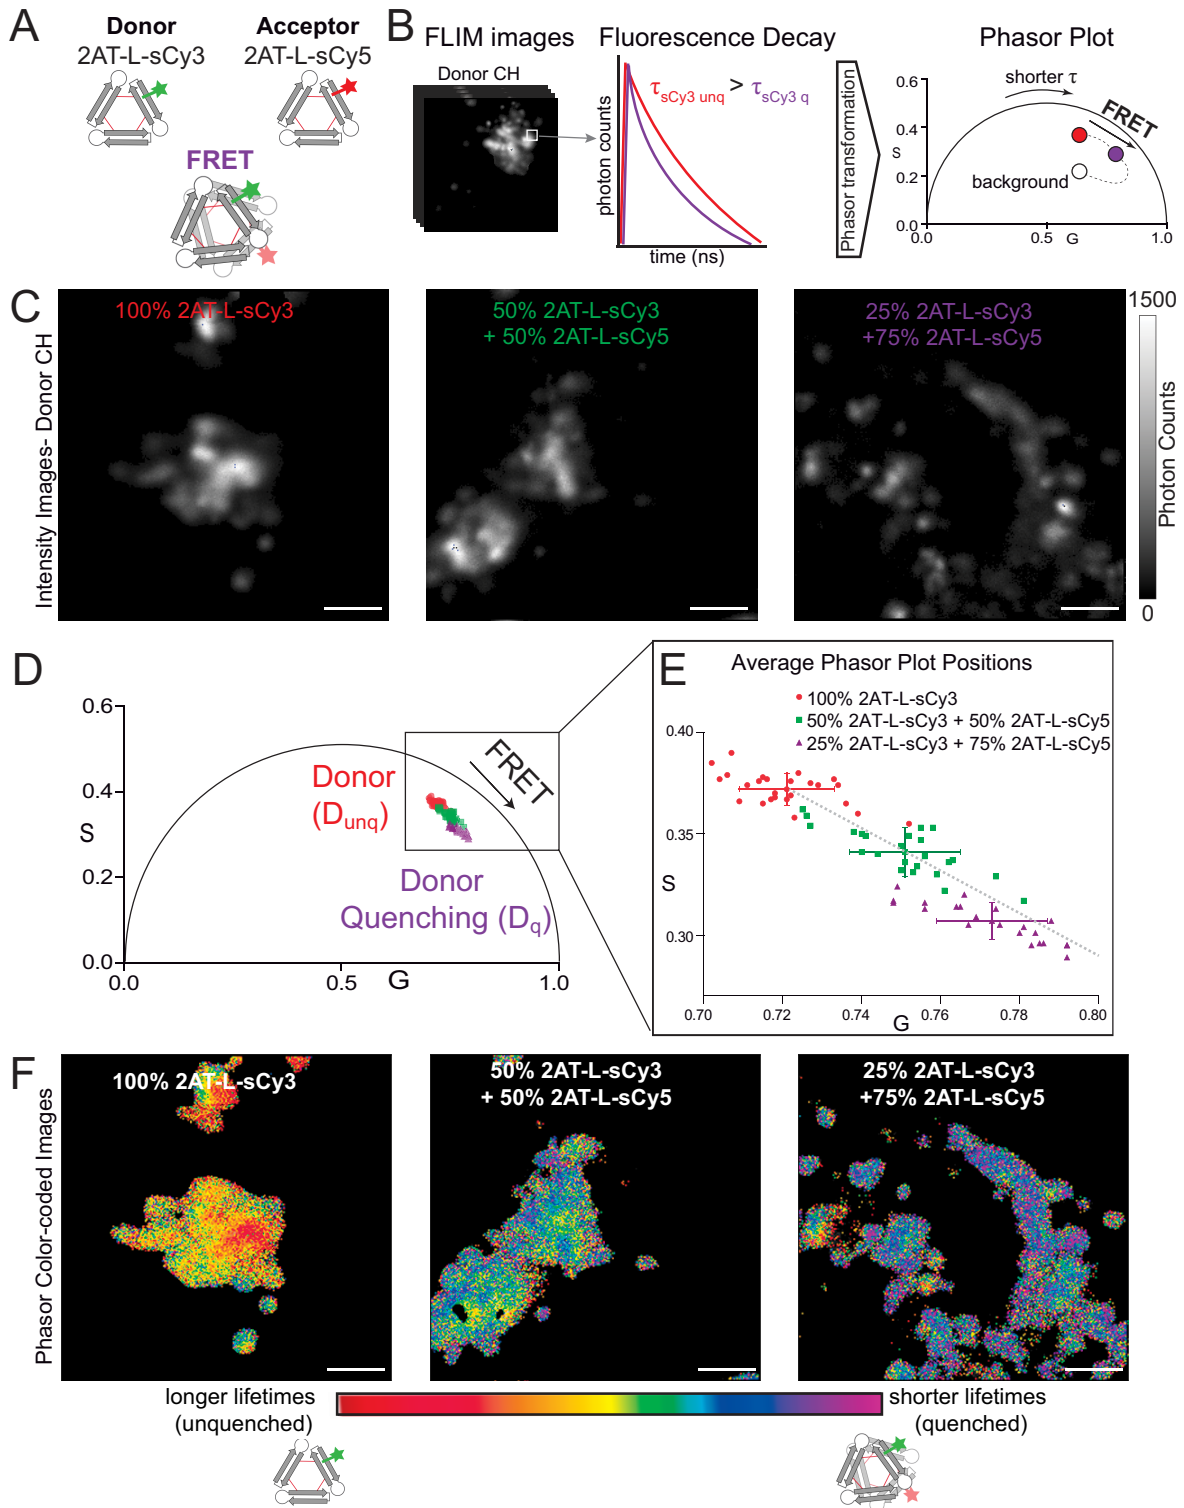 A
Donor
2AT-L-sCy3
Acceptor
2AT-L-sCy5
FRET
B
FLIM images
Donor CH
Fluorescence Decay
τsCy3 unq > τsCy3 q
photon counts
time (ns)
Phasor transformation
Phasor Plot
shorter τ
FRET
background
0.6
0.4
S
0.2
0.0
0.0
0.5
G
1.0
C
Intensity Images- Donor CH
100% 2AT-L-sCy3
50% 2AT-L-sCy3
+ 50% 2AT-L-sCy5
25% 2AT-L-sCy3
+75% 2AT-L-sCy5
1500
Photon Counts
0
D
0.6
0.4
S
0.2
0.0
0.0
0.5
G
1.0
Donor
(Dunq)
FRET
Donor
Quenching (Dq)
E
Average Phasor Plot Positions
100% 2AT-L-sCy3
50% 2AT-L-sCy3 + 50% 2AT-L-sCy5
25% 2AT-L-sCy3 + 75% 2AT-L-sCy5
0.40
0.35
S
0.30
0.70
0.72
0.74
0.76
0.78
0.80
G
F
Phasor Color-coded Images
100% 2AT-L-sCy3
50% 2AT-L-sCy3
+ 50% 2AT-L-sCy5
25% 2AT-L-sCy3
+75% 2AT-L-sCy5
longer lifetimes
(unquenched)
shorter lifetimes
(quenched)